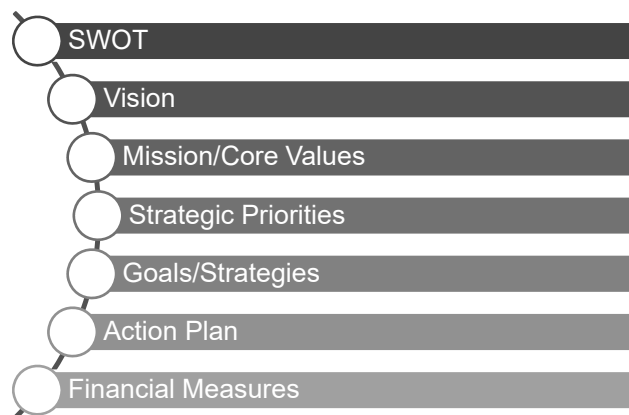 SWOT
Vision
Mission/Core Values
Strategic Priorities
Goals/Strategies
Action Plan
Financial Measures